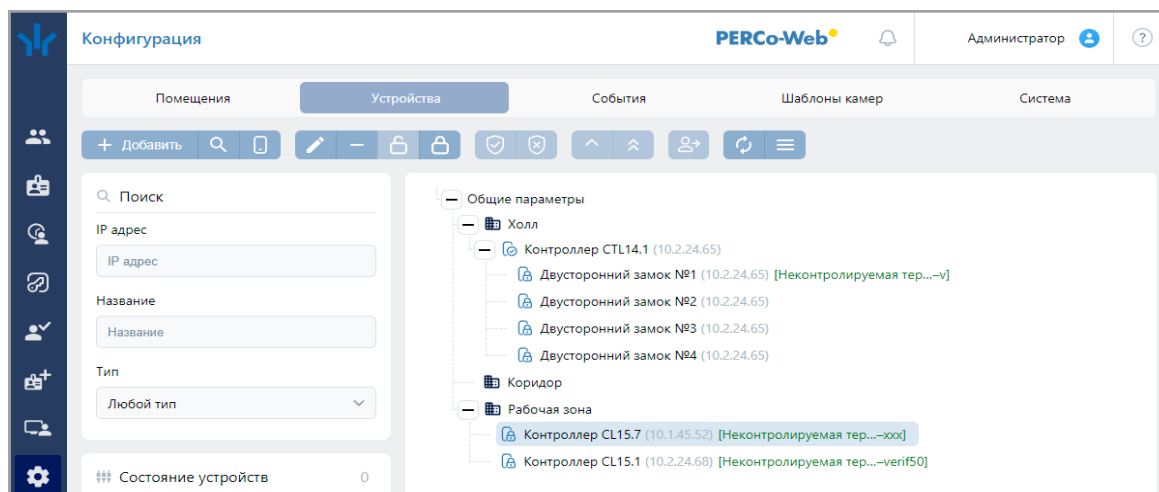 Конфигурация
PERCo-Web
Администратор
?
Помещения
Устройства
События
Шаблоны камер
Система
+ Добавить
Поиск
IP адрес
IP адрес
Название
Название
Тип
Любой тип
Состояние устройств 0
Общие параметры
Холл
Контроллер CTL14.1 (10.2.24.65)
Двусторонний замок №1 (10.2.24.65) [Неконтролируемая тер...–v]
Двусторонний замок №2 (10.2.24.65)
Двусторонний замок №3 (10.2.24.65)
Двусторонний замок №4 (10.2.24.65)
Коридор
Рабочая зона
Контроллер CL15.7 (10.1.45.52) [Неконтролируемая тер...–xxx]
Контроллер CL15.1 (10.2.24.68) [Неконтролируемая тер...–verif50]